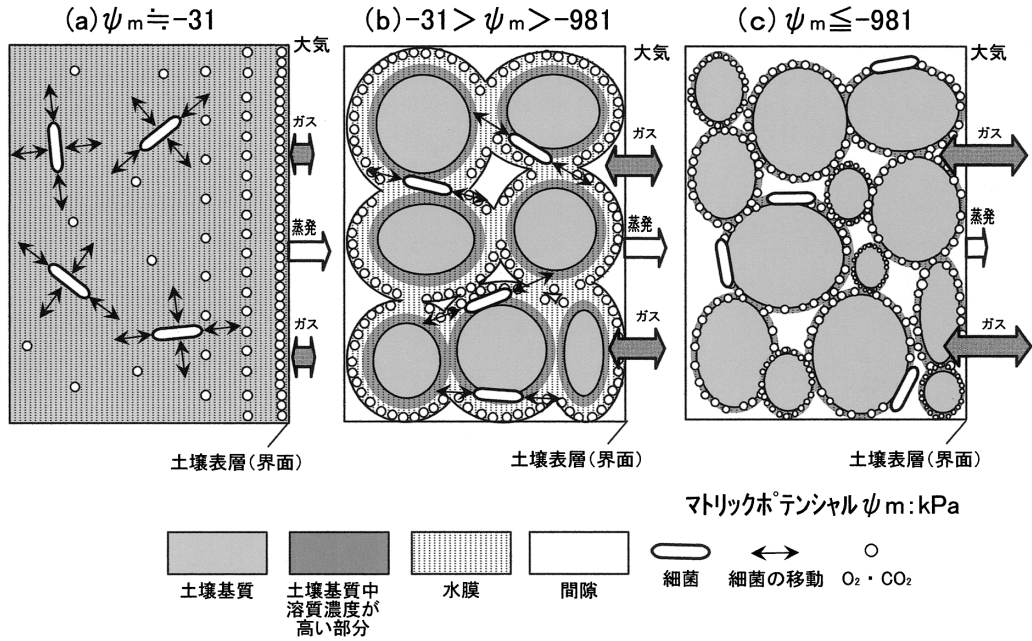 (a)ψm≒-31
(b)-31>ψm>-981
(c)ψm≦-981
大気
大気
大気
ガス
ガス
ガス
蒸発
蒸発
蒸発
ガス
ガス
ガス
土壌表層(界面)
土壌表層(界面)
土壌表層(界面)
マトリックポテンシャルψm:kPa
土壌基質
土壌基質中
溶質濃度が
高い部分
水膜
間隙
細菌
細菌の移動
O₂・CO₂